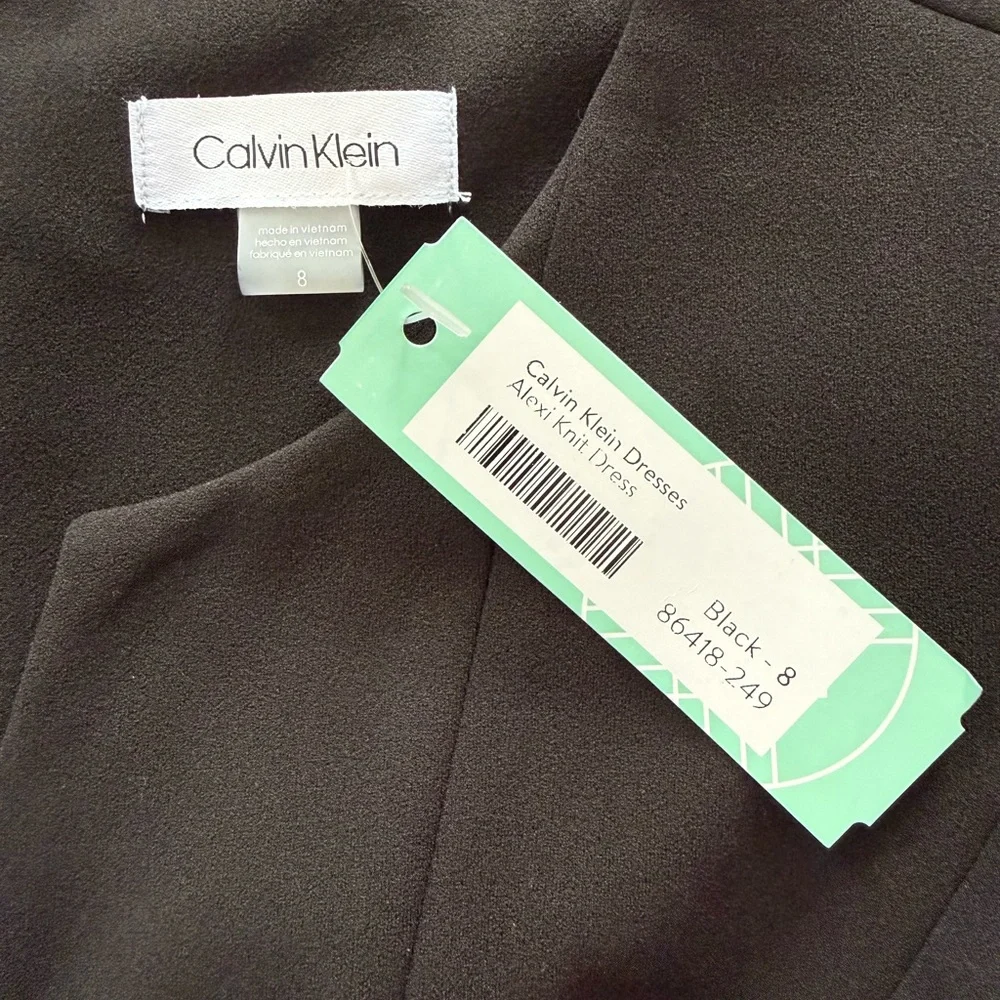 Calvin Klein
made in vietnam
hecho en vietnam
fabriqué en vietnam
8
Calvin Klein Dresses
Alexi Knit Dress
Black - 8
86418-249